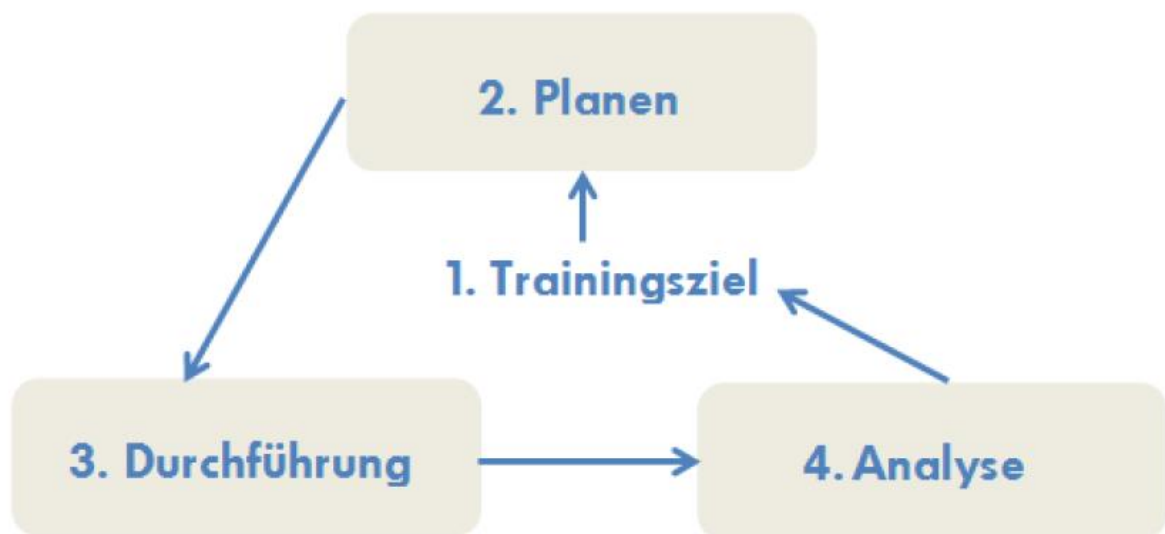 2. Planen
1. Trainingsziel
3. Durchführung
4. Analyse